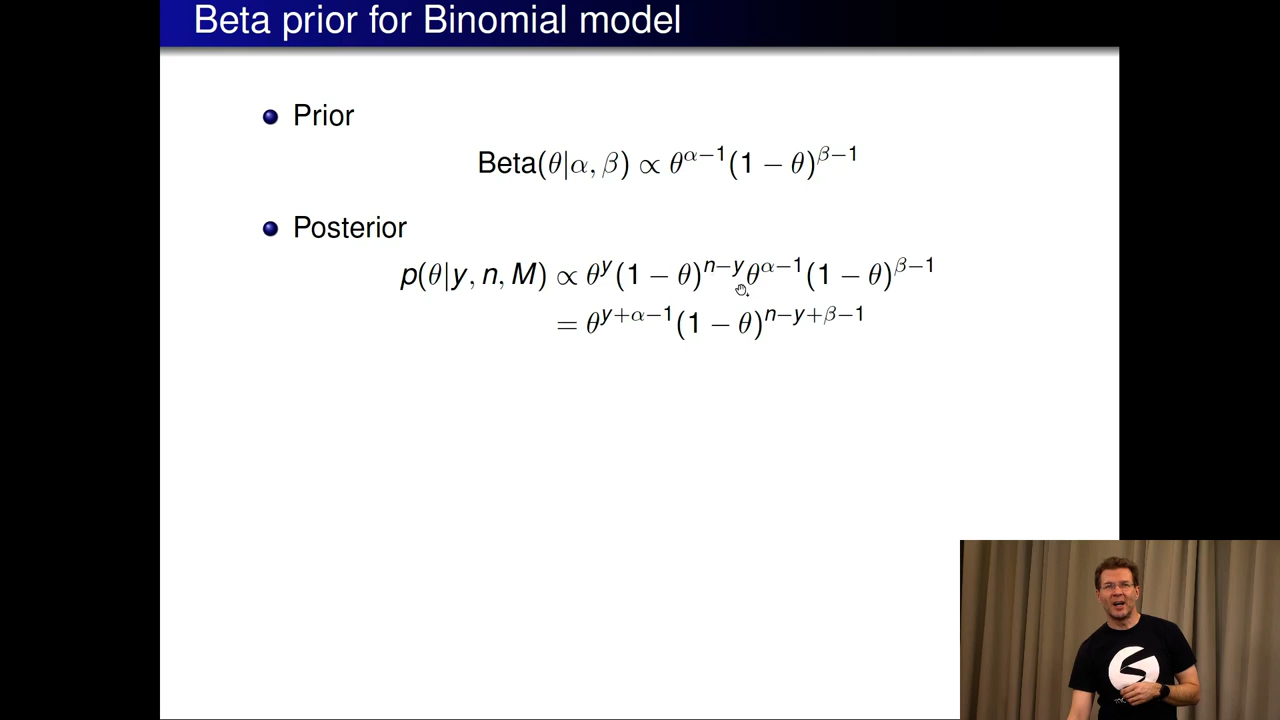 Beta prior for Binomial model
Prior
Beta(θ|α, β) ∝ θ^{α−1}(1 − θ)^{β−1}
Posterior
p(θ|y, n, M) ∝ θ^y(1 − θ)^{n−y}θ^{α−1}(1 − θ)^{β−1}
= θ^{y+α−1}(1 − θ)^{n−y+β−1}